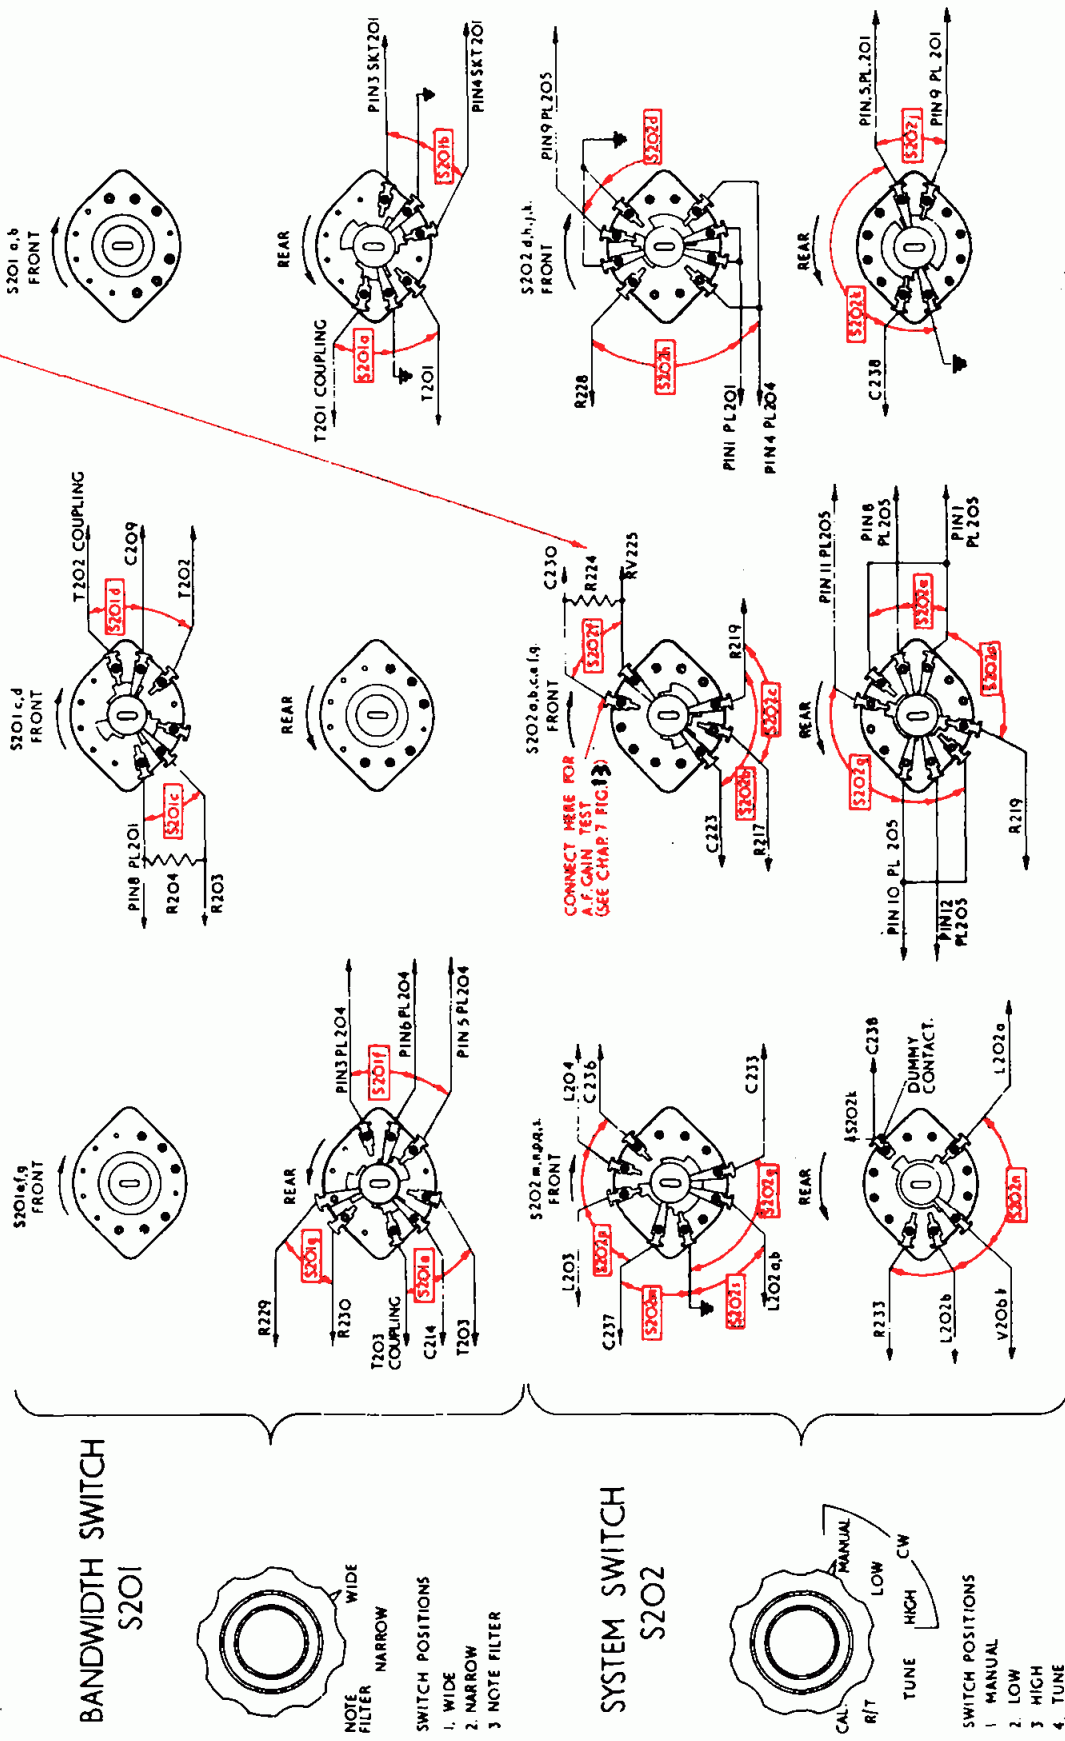 BANDWIDTH SWITCH
S201
WIDE
NARROW
NOTE
FILTER
SWITCH POSITIONS
1. WIDE
2. NARROW
3 NOTE FILTER
S201e,f,g
FRONT
REAR
R229
S201g
R230
T203
COUPLING
S201e
C214
T203
PIN3 PL204
S201f
PIN6 PL204
PIN 5 PL204
S201 c,d
FRONT
T202 COUPLING
S201d
C209
T202
PIN8 PL201
S201c
R204
R203
REAR
S201 a,b
FRONT
REAR
PIN3 SKT201
S201b
PIN4 SKT201
T201 COUPLING
S201a
T201
SYSTEM SWITCH
S202
MANUAL
LOW
CW
HIGH
TUNE
R/T
CAL.
SWITCH POSITIONS
1 MANUAL
2. LOW
3 HIGH
4. TUNE
S202 m,n,p,q,s.
FRONT
L204
C236
L203
S202p
C237
S202m
S202s
L202a,b
S202q
C233
REAR
S202k
C238
DUMMY
CONTACT.
L202a
S202n
R233
L202b
V206b
S202a,b,c,e,f,g.
FRONT
C230
R224
RV225
S202f
CONNECT HERE FOR
A.F. GAIN TEST
(SEE CHAP. 7 FIG.13)
R219
S202c
S202b
C223
R217
REAR
PIN 11 PL205
PIN8
PL205
S202e
PIN1
PL205
S202a
S202g
PIN 10 PL 205
PIN12
PL205
R219
S202 d,h,j,k.
FRONT
PIN9 PL205
S202d
R228
S202h
PIN1 PL201
PIN4 PL204
REAR
PIN.5.PL.201
S202j
PIN 9 PL 201
S202k
C238